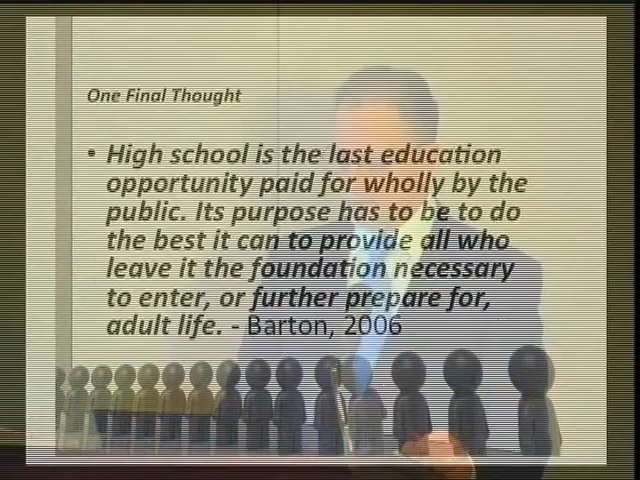 One Final Thought
• High school is the last education
opportunity paid for wholly by the
public. Its purpose has to be to do
the best it can to provide all who
leave it the foundation necessary
to enter, or further prepare for,
adult life. - Barton, 2006